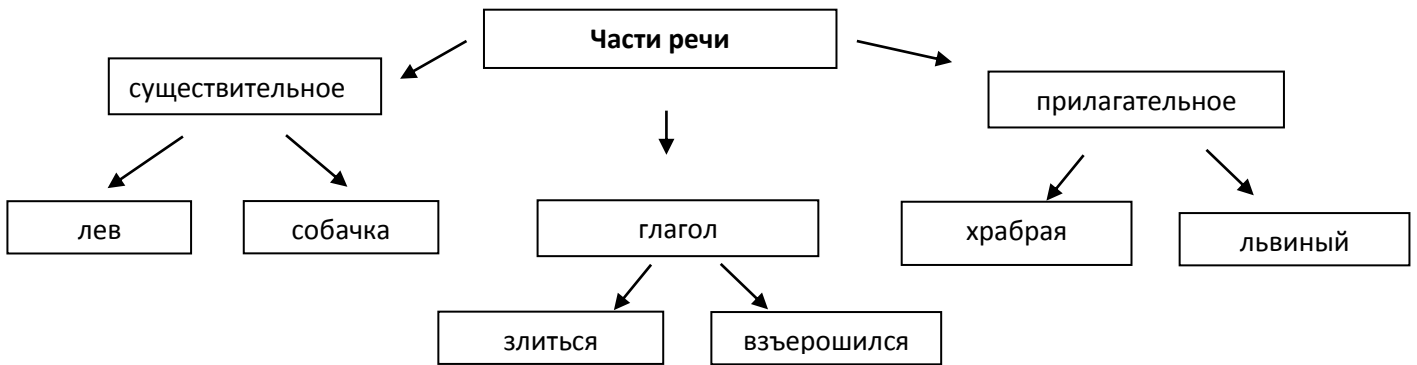 Части речи
существительное
прилагательное
лев
собачка
глагол
храбрая
львиный
злиться
взъерошился